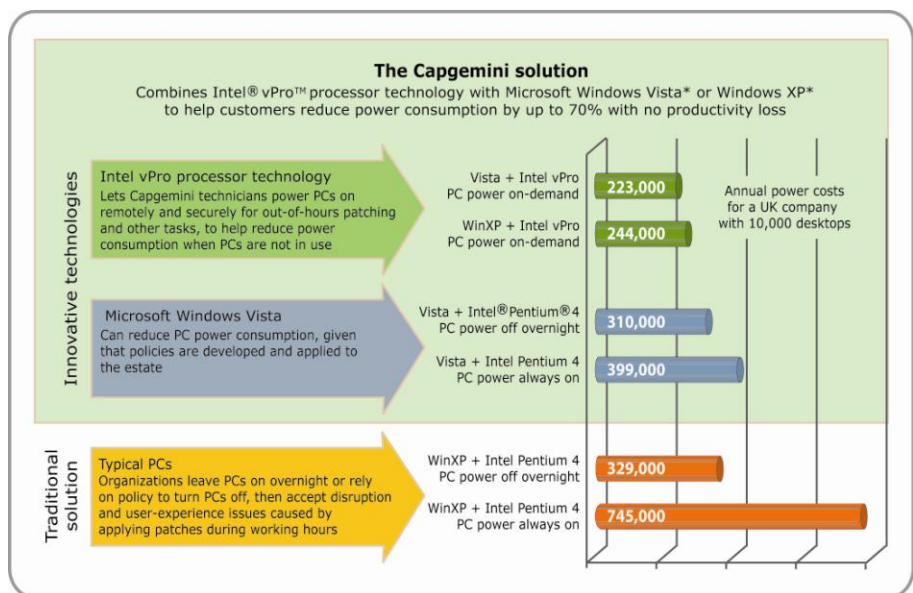 The Capgemini solution
Combines Intel® vPro™ processor technology with Microsoft Windows Vista* or Windows XP*
to help customers reduce power consumption by up to 70% with no productivity loss
Innovative technologies
Intel vPro processor technology
Lets Capgemini technicians power PCs on
remotely and securely for out-of-hours patching
and other tasks, to help reduce power
consumption when PCs are not in use
Vista + Intel vPro
PC power on-demand
223,000
WinXP + Intel vPro
PC power on-demand
244,000
Annual power costs
for a UK company
with 10,000 desktops
Microsoft Windows Vista
Can reduce PC power consumption, given
that policies are developed and applied to
the estate
Vista + Intel®Pentium®4
PC power off overnight
310,000
Vista + Intel Pentium 4
PC power always on
399,000
Traditional
solution
Typical PCs
Organizations leave PCs on overnight or rely
on policy to turn PCs off, then accept disruption
and user-experience issues caused by
applying patches during working hours
WinXP + Intel Pentium 4
PC power off overnight
329,000
WinXP + Intel Pentium 4
PC power always on
745,000